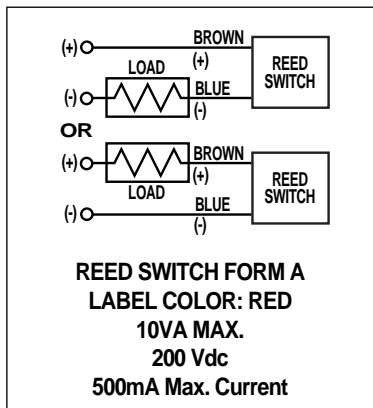 (+) BROWN
(+)
LOAD
REED
SWITCH
(-) BLUE
(-)
OR
(+) BROWN
(+)
LOAD
REED
SWITCH
(-) BLUE
(-)
REED SWITCH FORM A
LABEL COLOR: RED
10VA MAX.
200 Vdc
500mA Max. Current